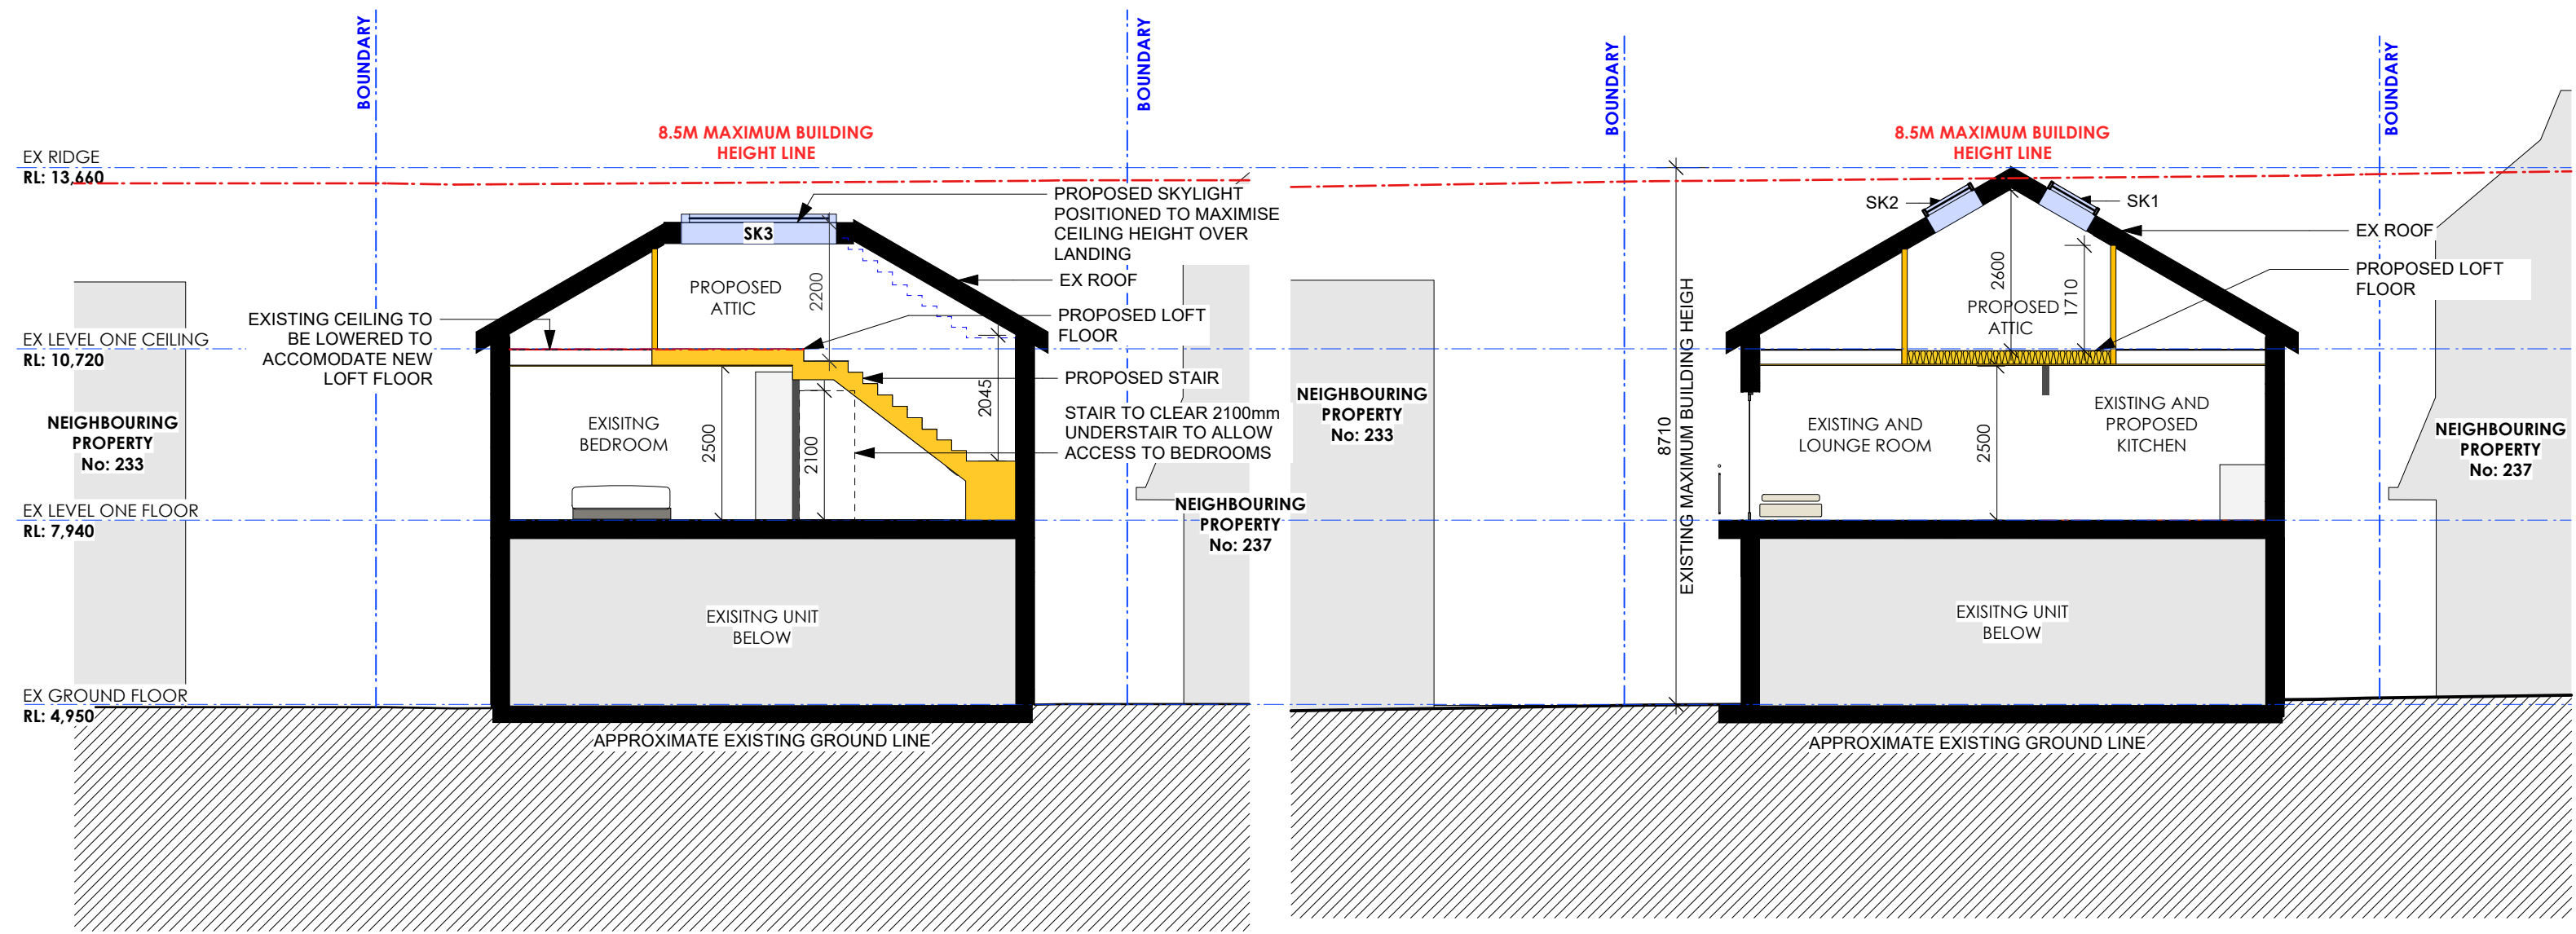 BOUNDARY
BOUNDARY
BOUNDARY
BOUNDARY
8.5M MAXIMUM BUILDING
HEIGHT LINE
8.5M MAXIMUM BUILDING
HEIGHT LINE
EX RIDGE
RL: 13,660
PROPOSED SKYLIGHT
POSITIONED TO MAXIMISE
CEILING HEIGHT OVER
LANDING
SK3
SK2
SK1
EX ROOF
EX ROOF
PROPOSED
ATTIC
2200
2600
1710
PROPOSED LOFT
FLOOR
PROPOSED
ATTIC
PROPOSED LOFT
FLOOR
EXISTING CEILING TO
BE LOWERED TO
ACCOMODATE NEW
LOFT FLOOR
EX LEVEL ONE CEILING
RL: 10,720
PROPOSED STAIR
2045
STAIR TO CLEAR 2100mm
UNDERSTAIR TO ALLOW
ACCESS TO BEDROOMS
NEIGHBOURING
PROPERTY
No: 233
EXISITNG
BEDROOM
2500
2100
NEIGHBOURING
PROPERTY
No: 233
8710
EXISTING MAXIMUM BUILDING HEIGH
EXISTING AND
LOUNGE ROOM
2500
EXISTING AND
PROPOSED
KITCHEN
NEIGHBOURING
PROPERTY
No: 237
NEIGHBOURING
PROPERTY
No: 237
EX LEVEL ONE FLOOR
RL: 7,940
EXISITNG UNIT
BELOW
EXISITNG UNIT
BELOW
EX GROUND FLOOR
RL: 4,950
APPROXIMATE EXISTING GROUND LINE
APPROXIMATE EXISTING GROUND LINE